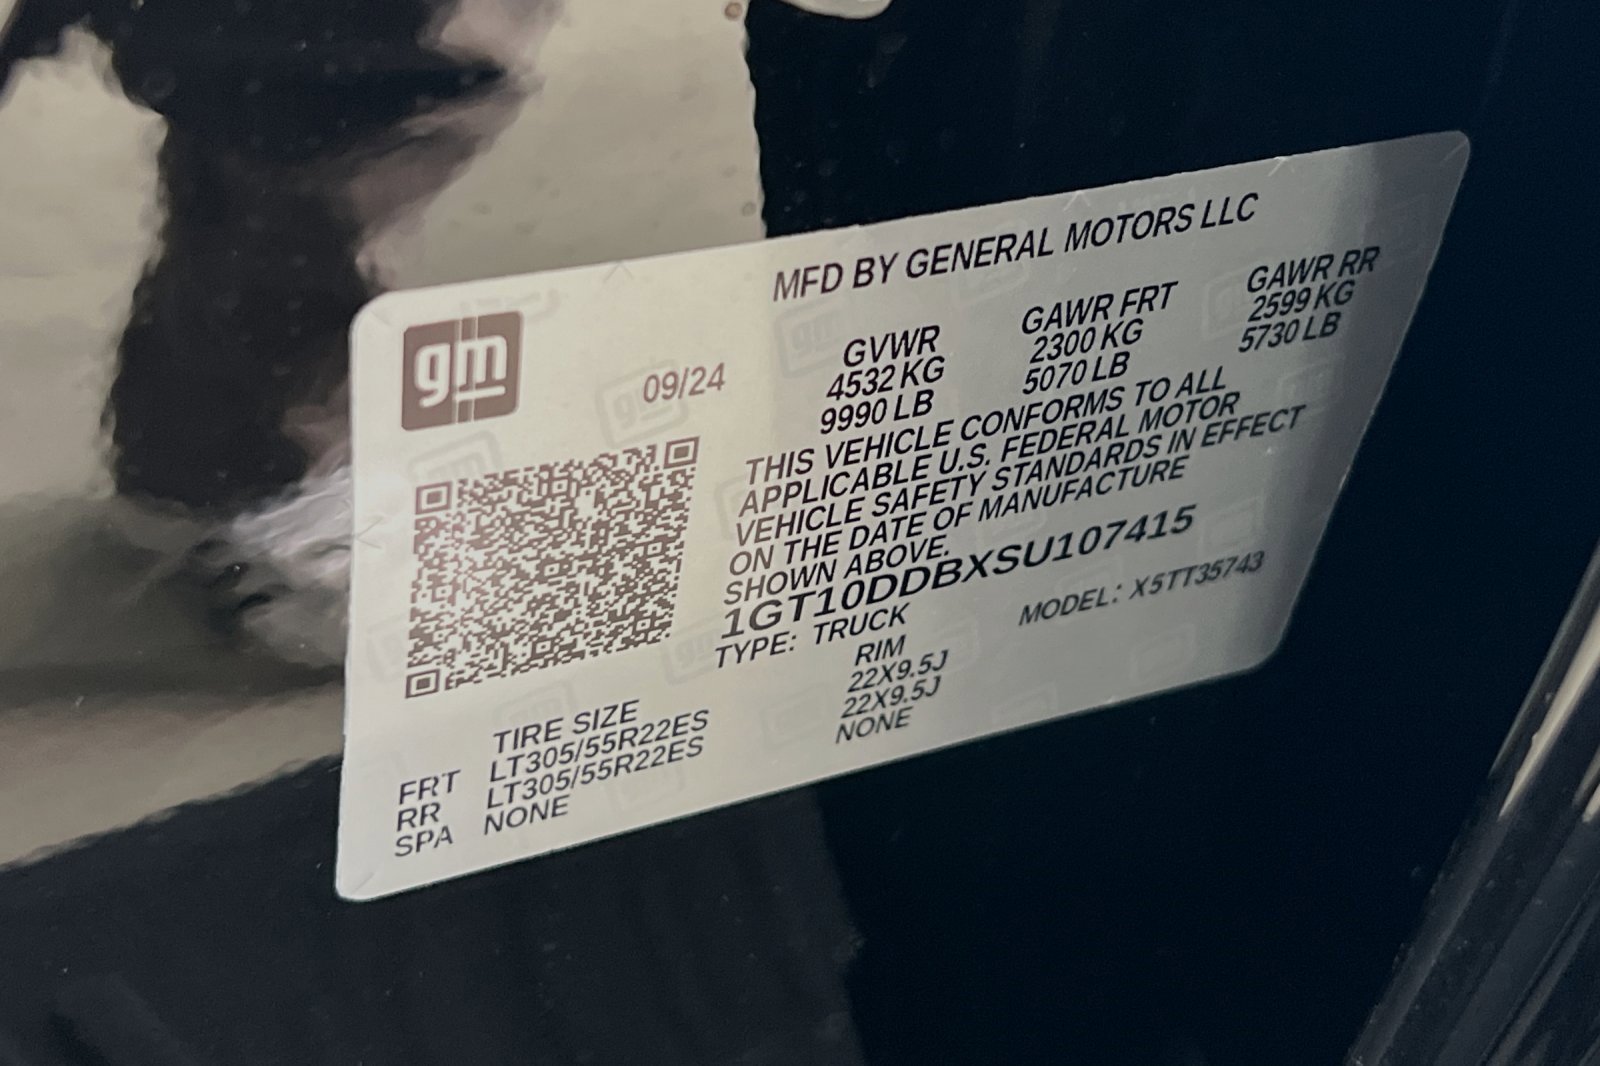 MFD BY GENERAL MOTORS LLC
gm
09/24
GVWR GAWR FRT GAWR RR
4532 KG 2300 KG 2599 KG
9990 LB 5070 LB 5730 LB
THIS VEHICLE CONFORMS TO ALL
APPLICABLE U.S. FEDERAL MOTOR
VEHICLE SAFETY STANDARDS IN EFFECT
ON THE DATE OF MANUFACTURE
SHOWN ABOVE.
1GT10DDBXSU107415
TYPE: TRUCK MODEL: X5TT35743
TIRE SIZE RIM
FRT LT305/55R22ES 22X9.5J
RR LT305/55R22ES 22X9.5J
SPA NONE NONE